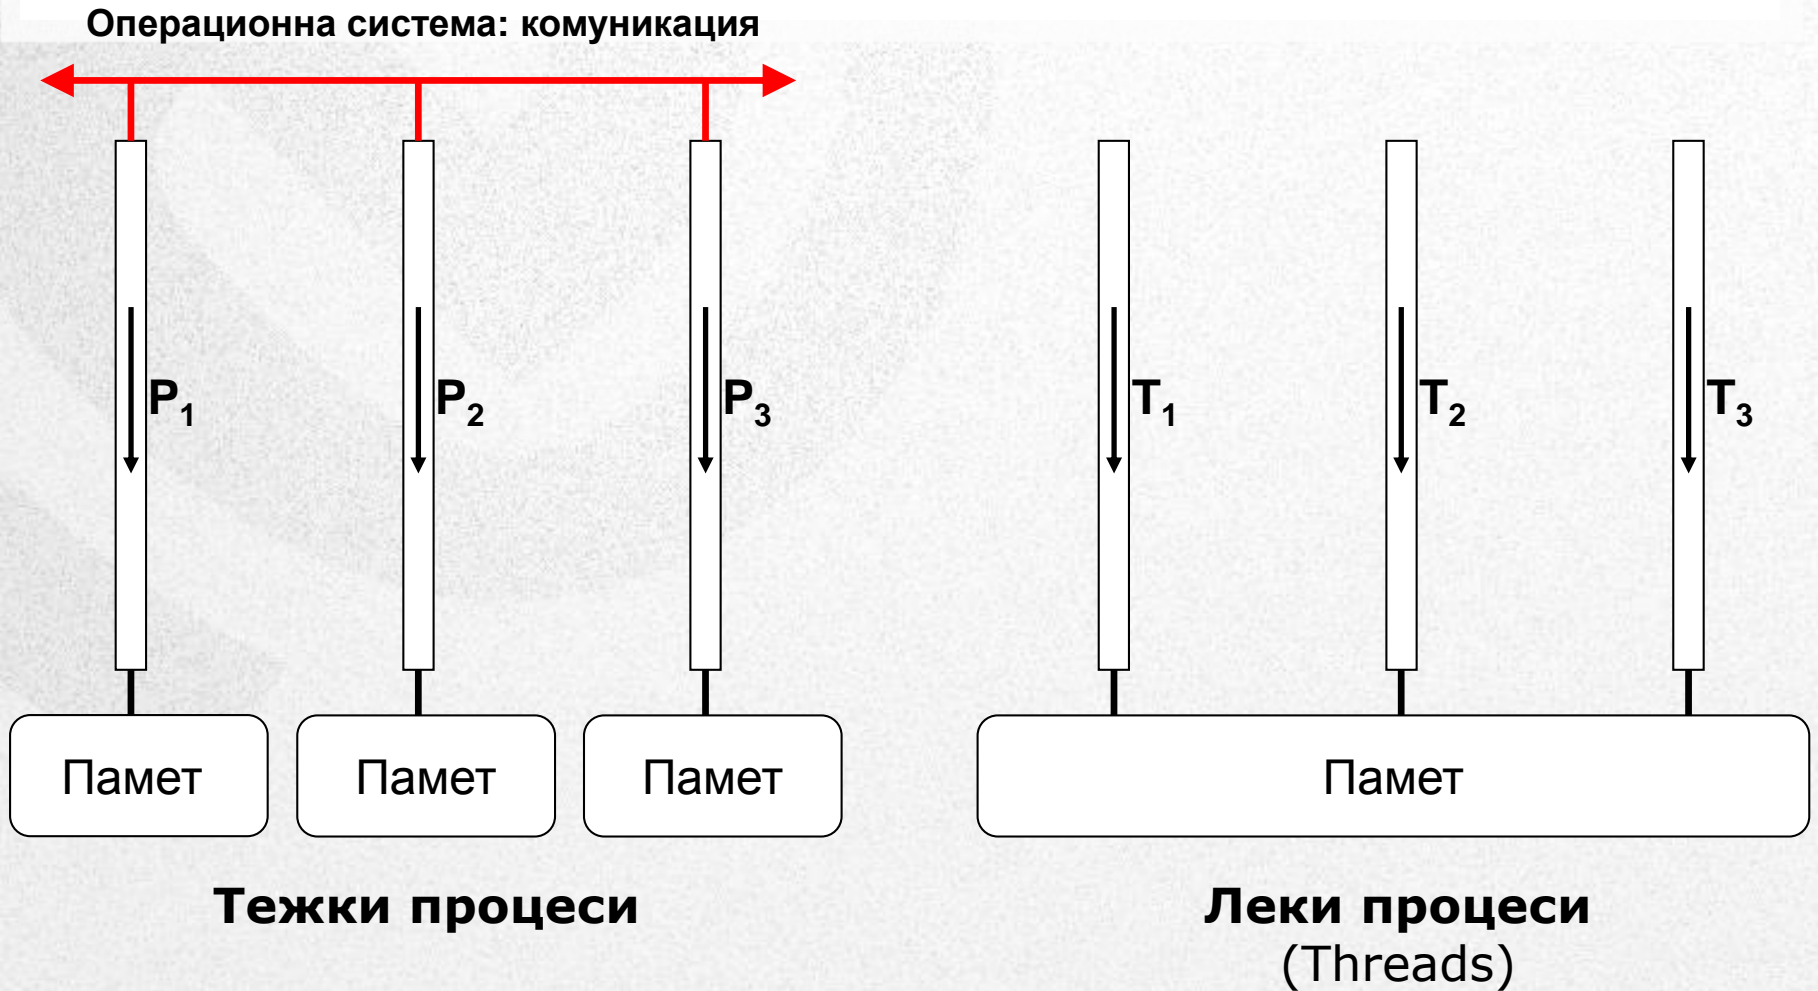 Операционна система: комуникация
P₁
P₂
P₃
T₁
T₂
T₃
Памет
Памет
Памет
Памет
Тежки процеси
Леки процеси
(Threads)